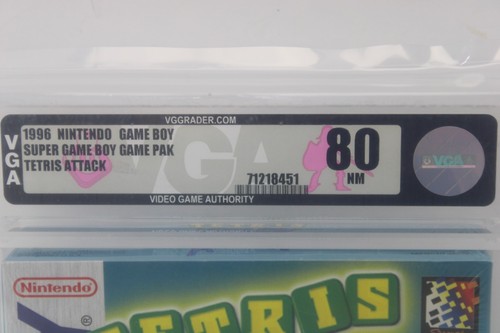 VGGRADER.COM
VGA
1996 NINTENDO GAME BOY
SUPER GAME BOY GAME PAK
TETRIS ATTACK
VGA
71218451
80
NM
VGA
VIDEO GAME AUTHORITY
Nintendo
®
TETRIS